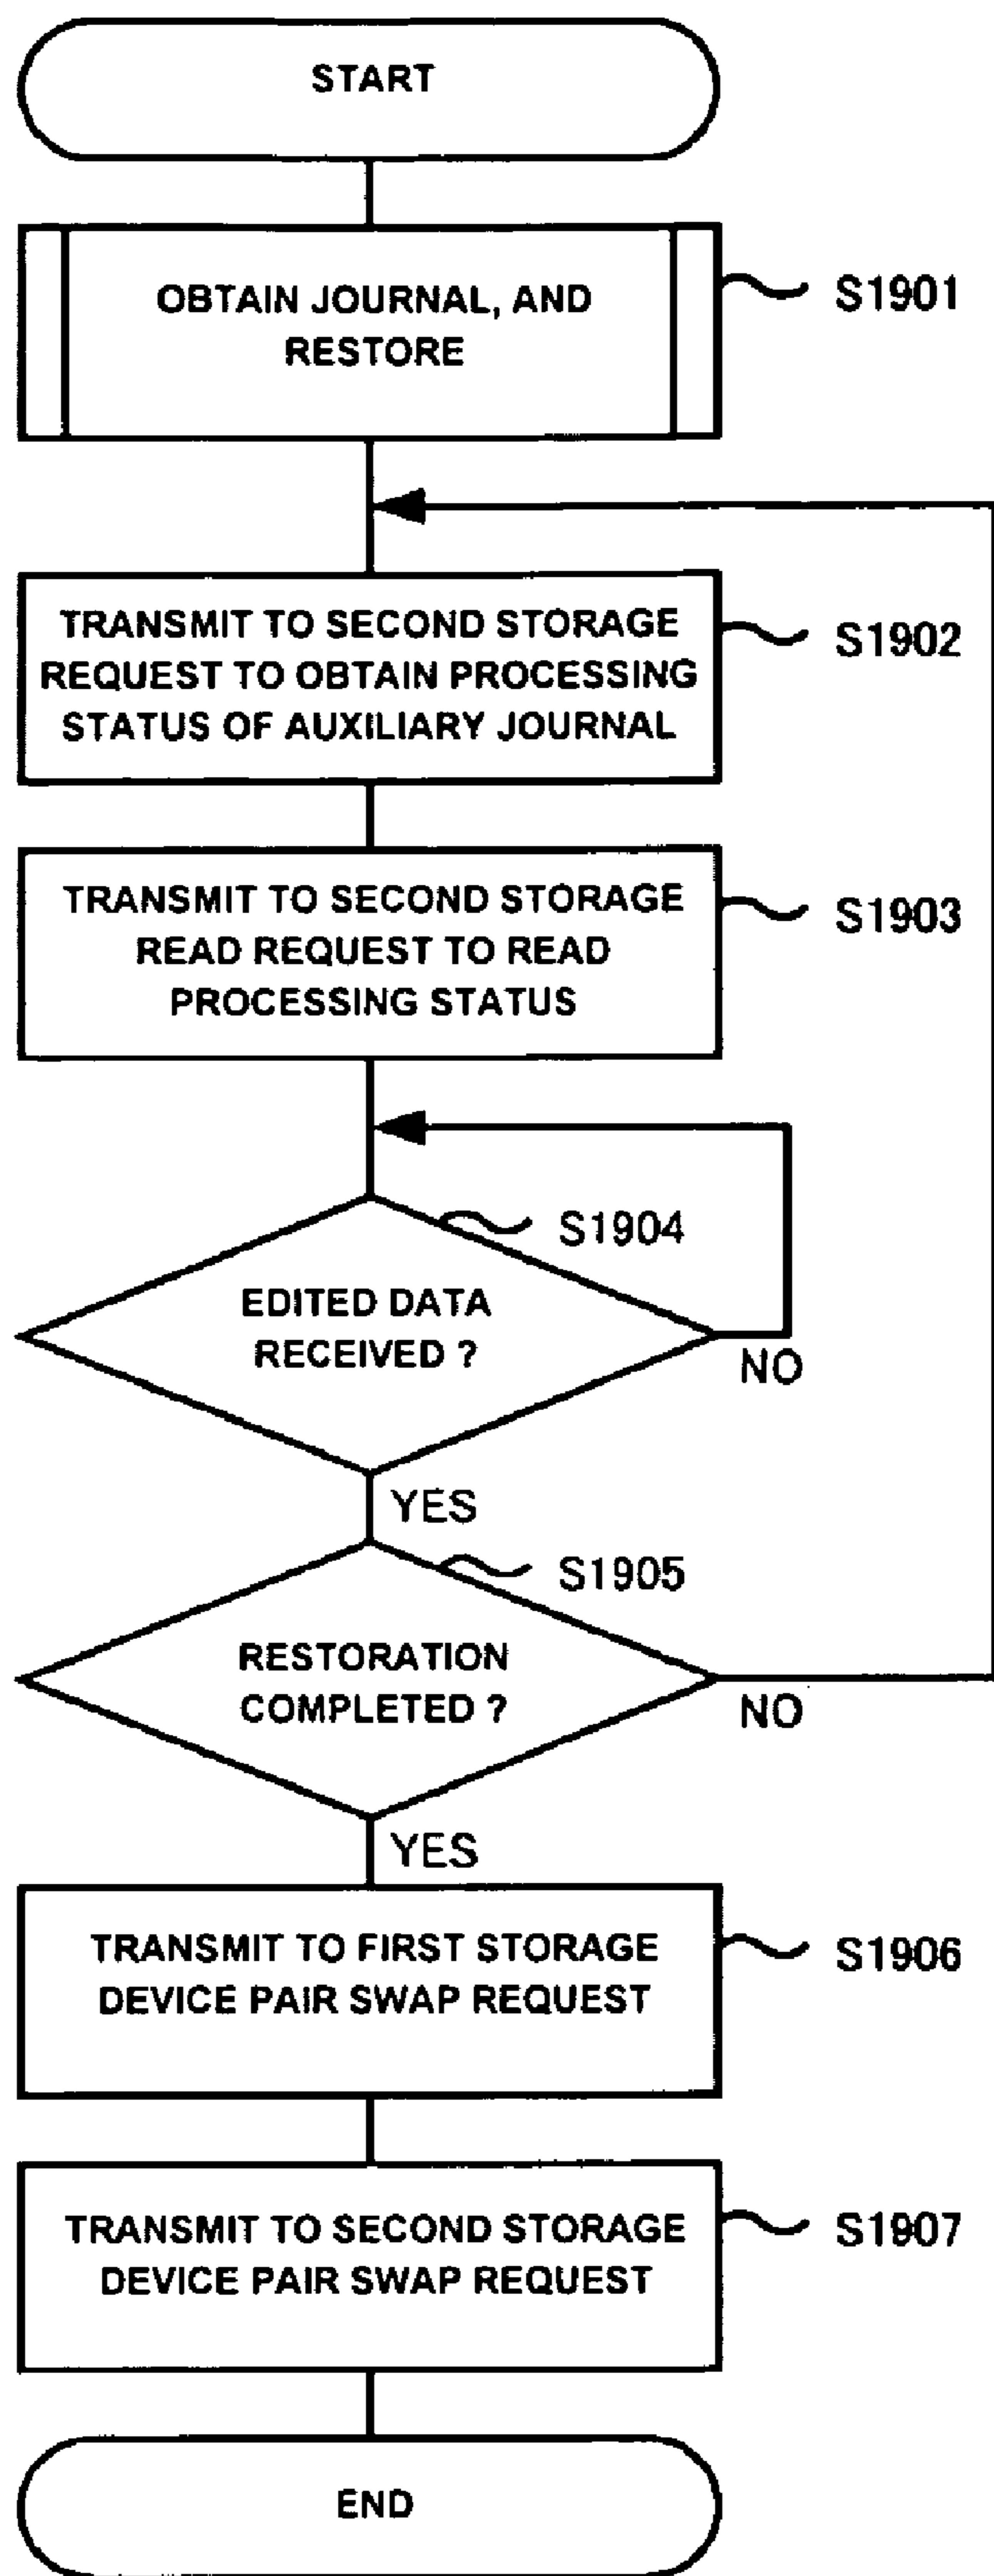 START
OBTAIN JOURNAL, AND
RESTORE
S1901
TRANSMIT TO SECOND STORAGE
REQUEST TO OBTAIN PROCESSING
STATUS OF AUXILIARY JOURNAL
S1902
TRANSMIT TO SECOND STORAGE
READ REQUEST TO READ
PROCESSING STATUS
S1903
S1904
EDITED DATA
RECEIVED ?
NO
YES
S1905
RESTORATION
COMPLETED ?
NO
YES
TRANSMIT TO FIRST STORAGE
DEVICE PAIR SWAP REQUEST
S1906
TRANSMIT TO SECOND STORAGE
DEVICE PAIR SWAP REQUEST
S1907
END